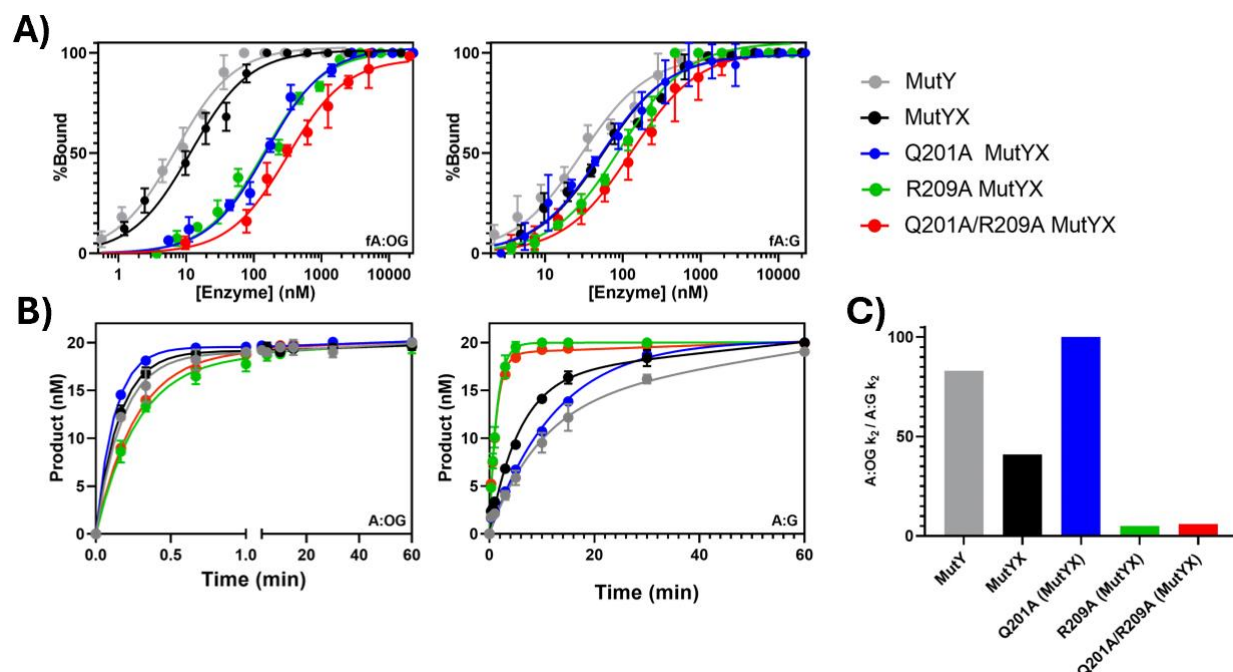 A)
%Bound
100
50
0
1
10
100
1000
10000
fA:OG
[Enzyme] (nM)
%Bound
100
50
0
10
100
1000
10000
fA:G
[Enzyme] (nM)
MutY
MutYX
Q201A MutYX
R209A MutYX
Q201A/R209A MutYX
B)
Product (nM)
20
15
10
5
0
0.0
0.5
1.0
20
40
60
A:OG
Time (min)
Product (nM)
20
15
10
5
0
0
20
40
60
A:G
Time (min)
C)
A:OG k2 / A:G k2
100
50
0
MutY
MutYX
Q201A (MutYX)
R209A (MutYX)
Q201A/R209A (MutYX)